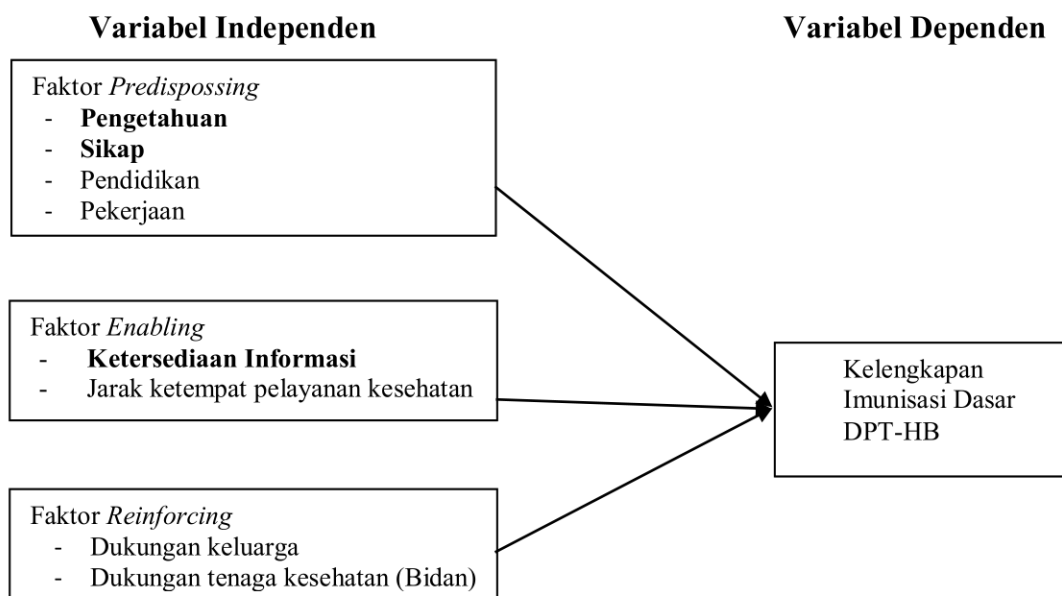 Variabel Independen
Variabel Dependen
Faktor Predispossing
- Pengetahuan
- Sikap
- Pendidikan
- Pekerjaan
Faktor Enabling
- Ketersediaan Informasi
- Jarak ketempat pelayanan kesehatan
Faktor Reinforcing
- Dukungan keluarga
- Dukungan tenaga kesehatan (Bidan)
Kelengkapan
Imunisasi Dasar
DPT-HB